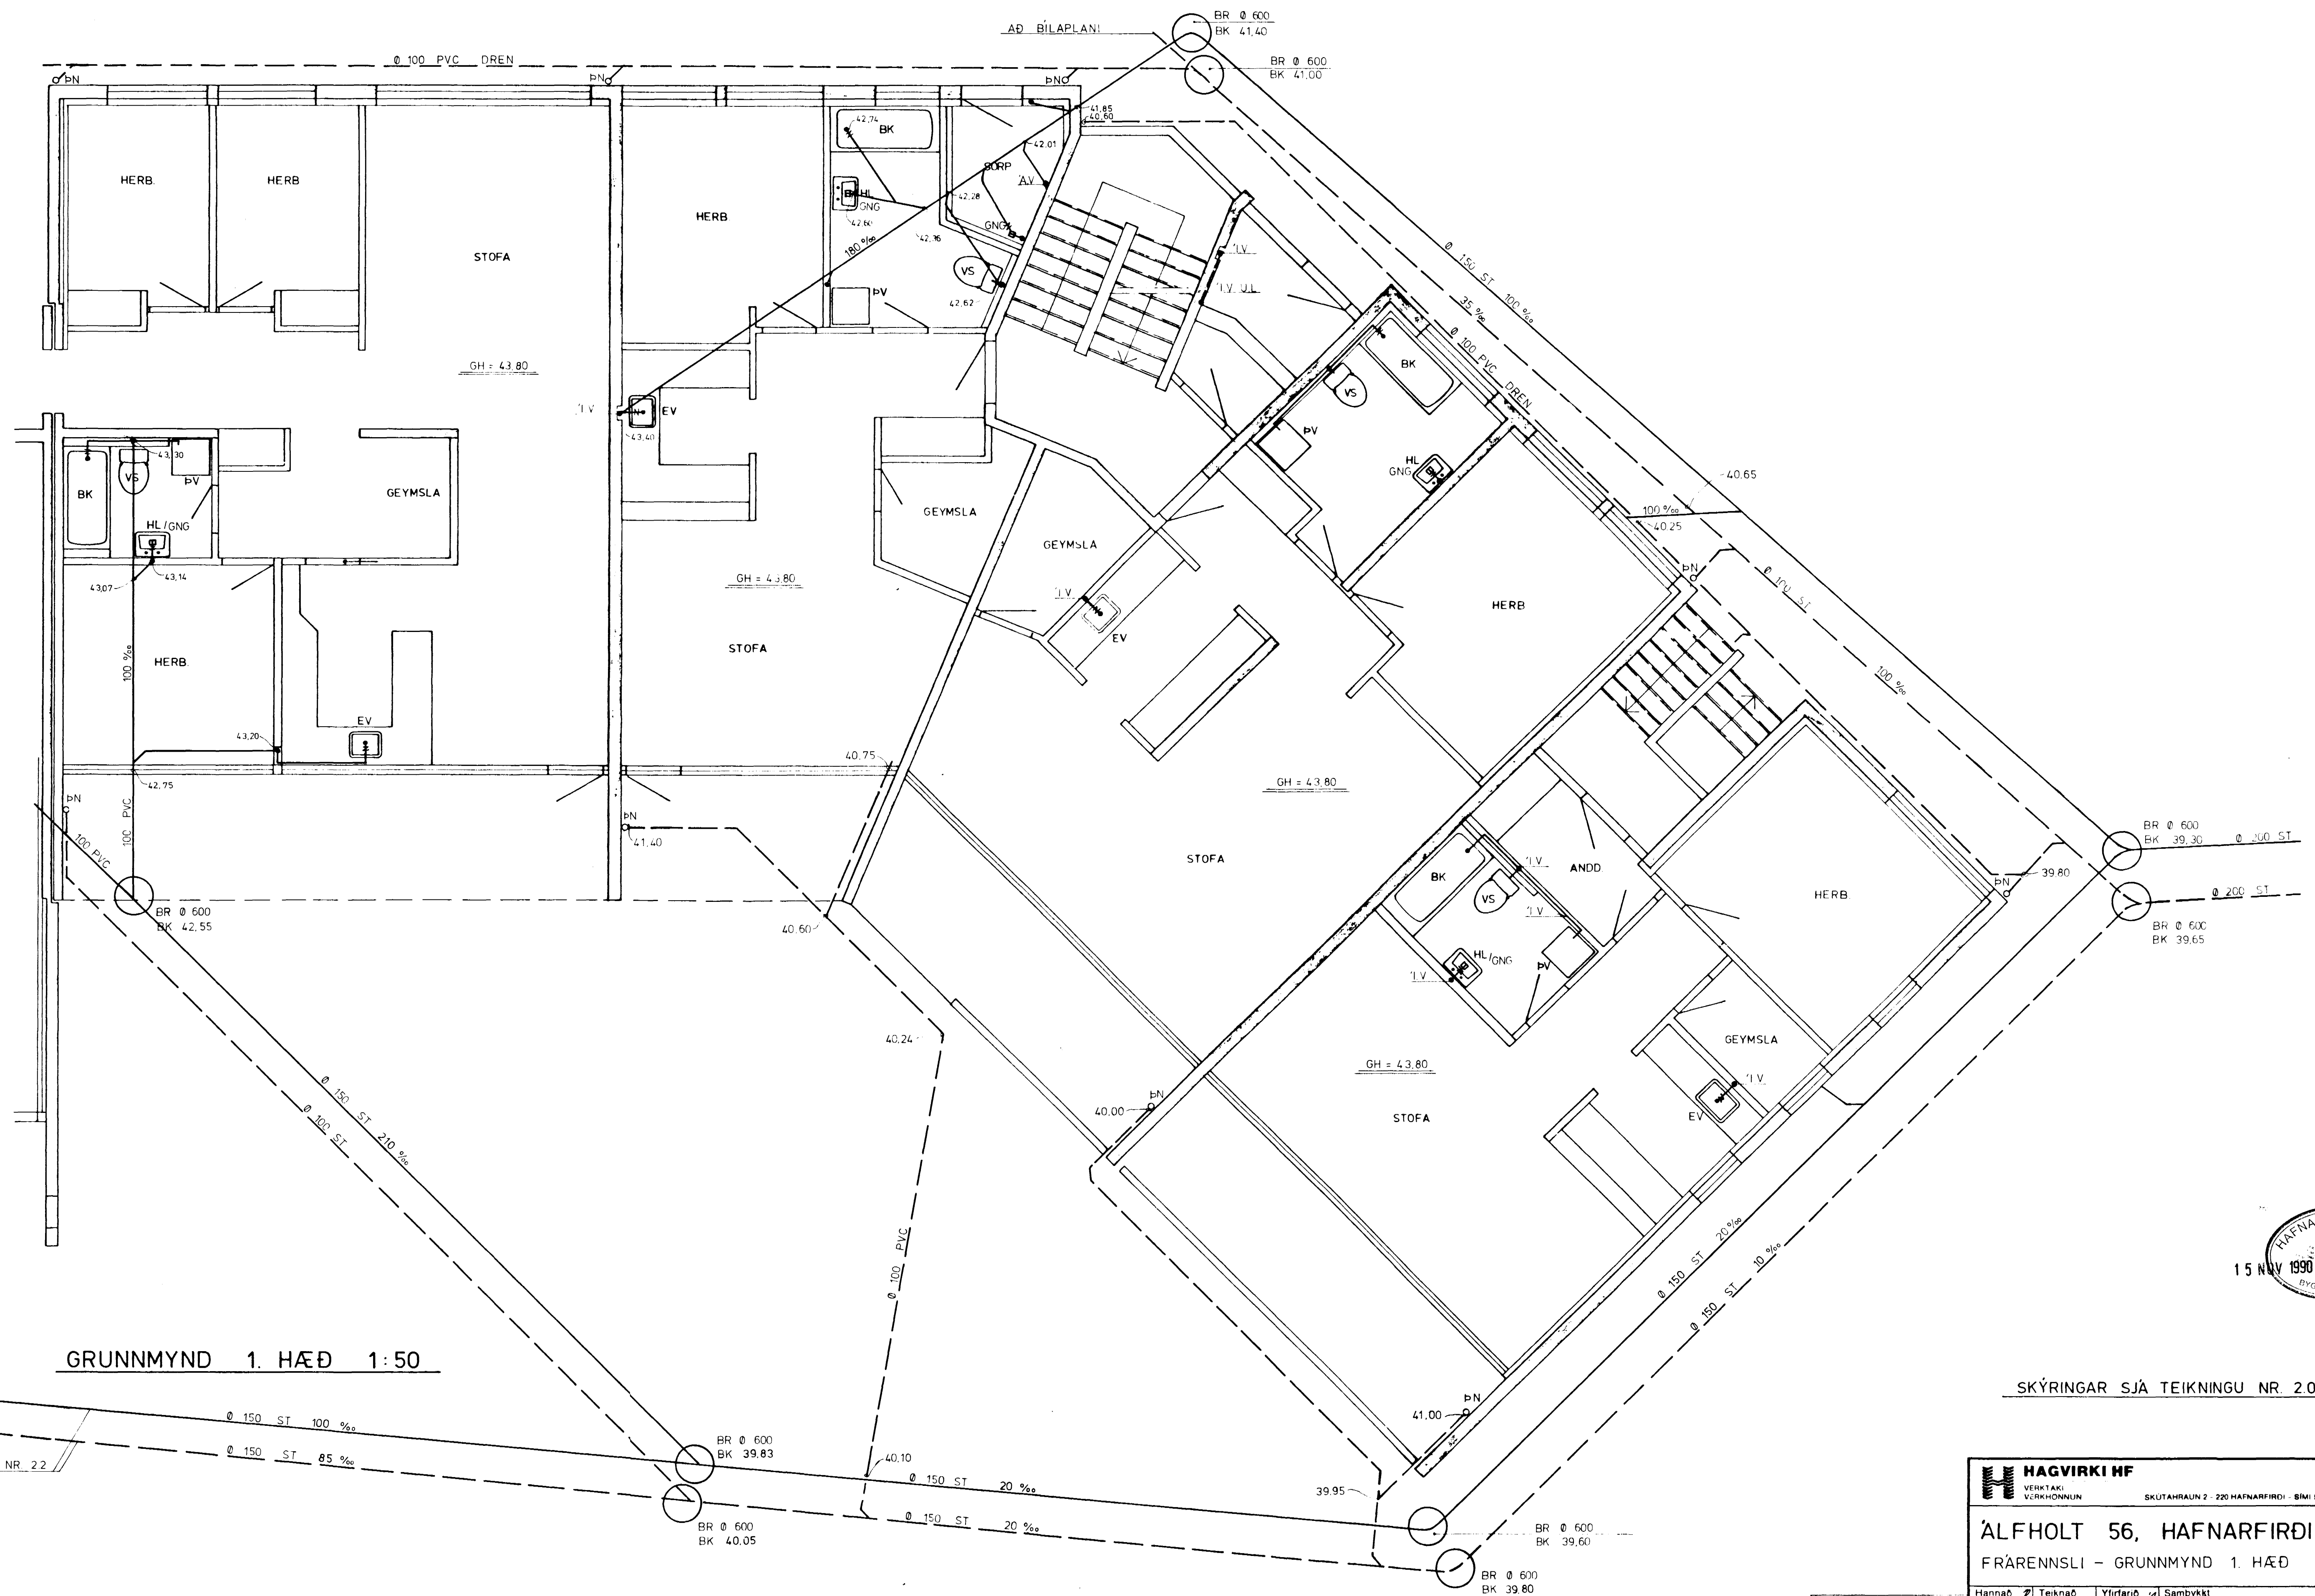 AÐ BÍLAPLANI
BR Ø 600
BK 41,40
BR Ø 600
BK 41.00
Ø 100 PVC DREN
ÞN
ÞN
ÞN
41,85
40,60
42,74
BK
42,01
SORP
Á.V
HERB.
HERB
HERB.
HL
GNG
42,60
42,28
42,36
GNG
180 ‰
STOFA
VS
ÞV
42,62
Í.V.
Í.V. U.L
Ø 150 ST 100 ‰
35 ‰
Ø 100 PVC DREN
GH = 43,80
Í.V.
EV
43,40
BK
VS
ÞV
HL
GNG
43,30
BK
VS
ÞV
GEYMSLA
HL/GNG
GEYMSLA
GEYMSLA
40,65
100 ‰
40,25
43,07
43,14
GH = 43,80
Í.V.
EV
HERB
ÞN
Ø 100 ST
100 ‰
100 ‰
HERB.
STOFA
EV
43,20
40,75
42,75
GH = 43,80
ÞN
100 PVC
100 PVC
ÞN
41,40
STOFA
BK
VS
Í.V.
ANDD.
Í.V.
HERB.
BR Ø 600
BK 39,30
Ø 200 ST
39,80
ÞN
Ø 200 ST
BR Ø 600
BK 39,65
BR Ø 600
BK 42,55
40,60
HL/GNG
ÞV
Í.V.
40,24
GH = 43,80
GEYMSLA
Í.V.
EV
STOFA
ÞN
40,00
Ø 150 ST 210 ‰
Ø 100 ST
Ø 100 PVC
Ø 150 ST 20 ‰
Ø 150 ST 10 ‰
15 NOV 1990
GRUNNMYND 1. HÆÐ 1:50
SKÝRINGAR SJÁ TEIKNINGU NR. 2.0
Ø 150 ST 100 ‰
Ø 150 ST 85 ‰
NR. 2.2
BR Ø 600
BK 39,83
40,10
Ø 150 ST 20 ‰
ÞN
41,00
39,95
Ø 150 ST 20 ‰
BR Ø 600
BK 40,05
BR Ø 600
BK 39,60
BR Ø 600
BK 39,80
HAGVIRKI HF
VERKTAKI
VERKHÖNNUN
SKÚTAHRAUN 2 - 220 HAFNARFIRÐI - SÍMI
ÁLFHOLT 56, HAFNARFIRÐI
FRÁRENNSLI - GRUNNMYND 1. HÆÐ
Hannað Teiknað Yfirfarið Samþykkt